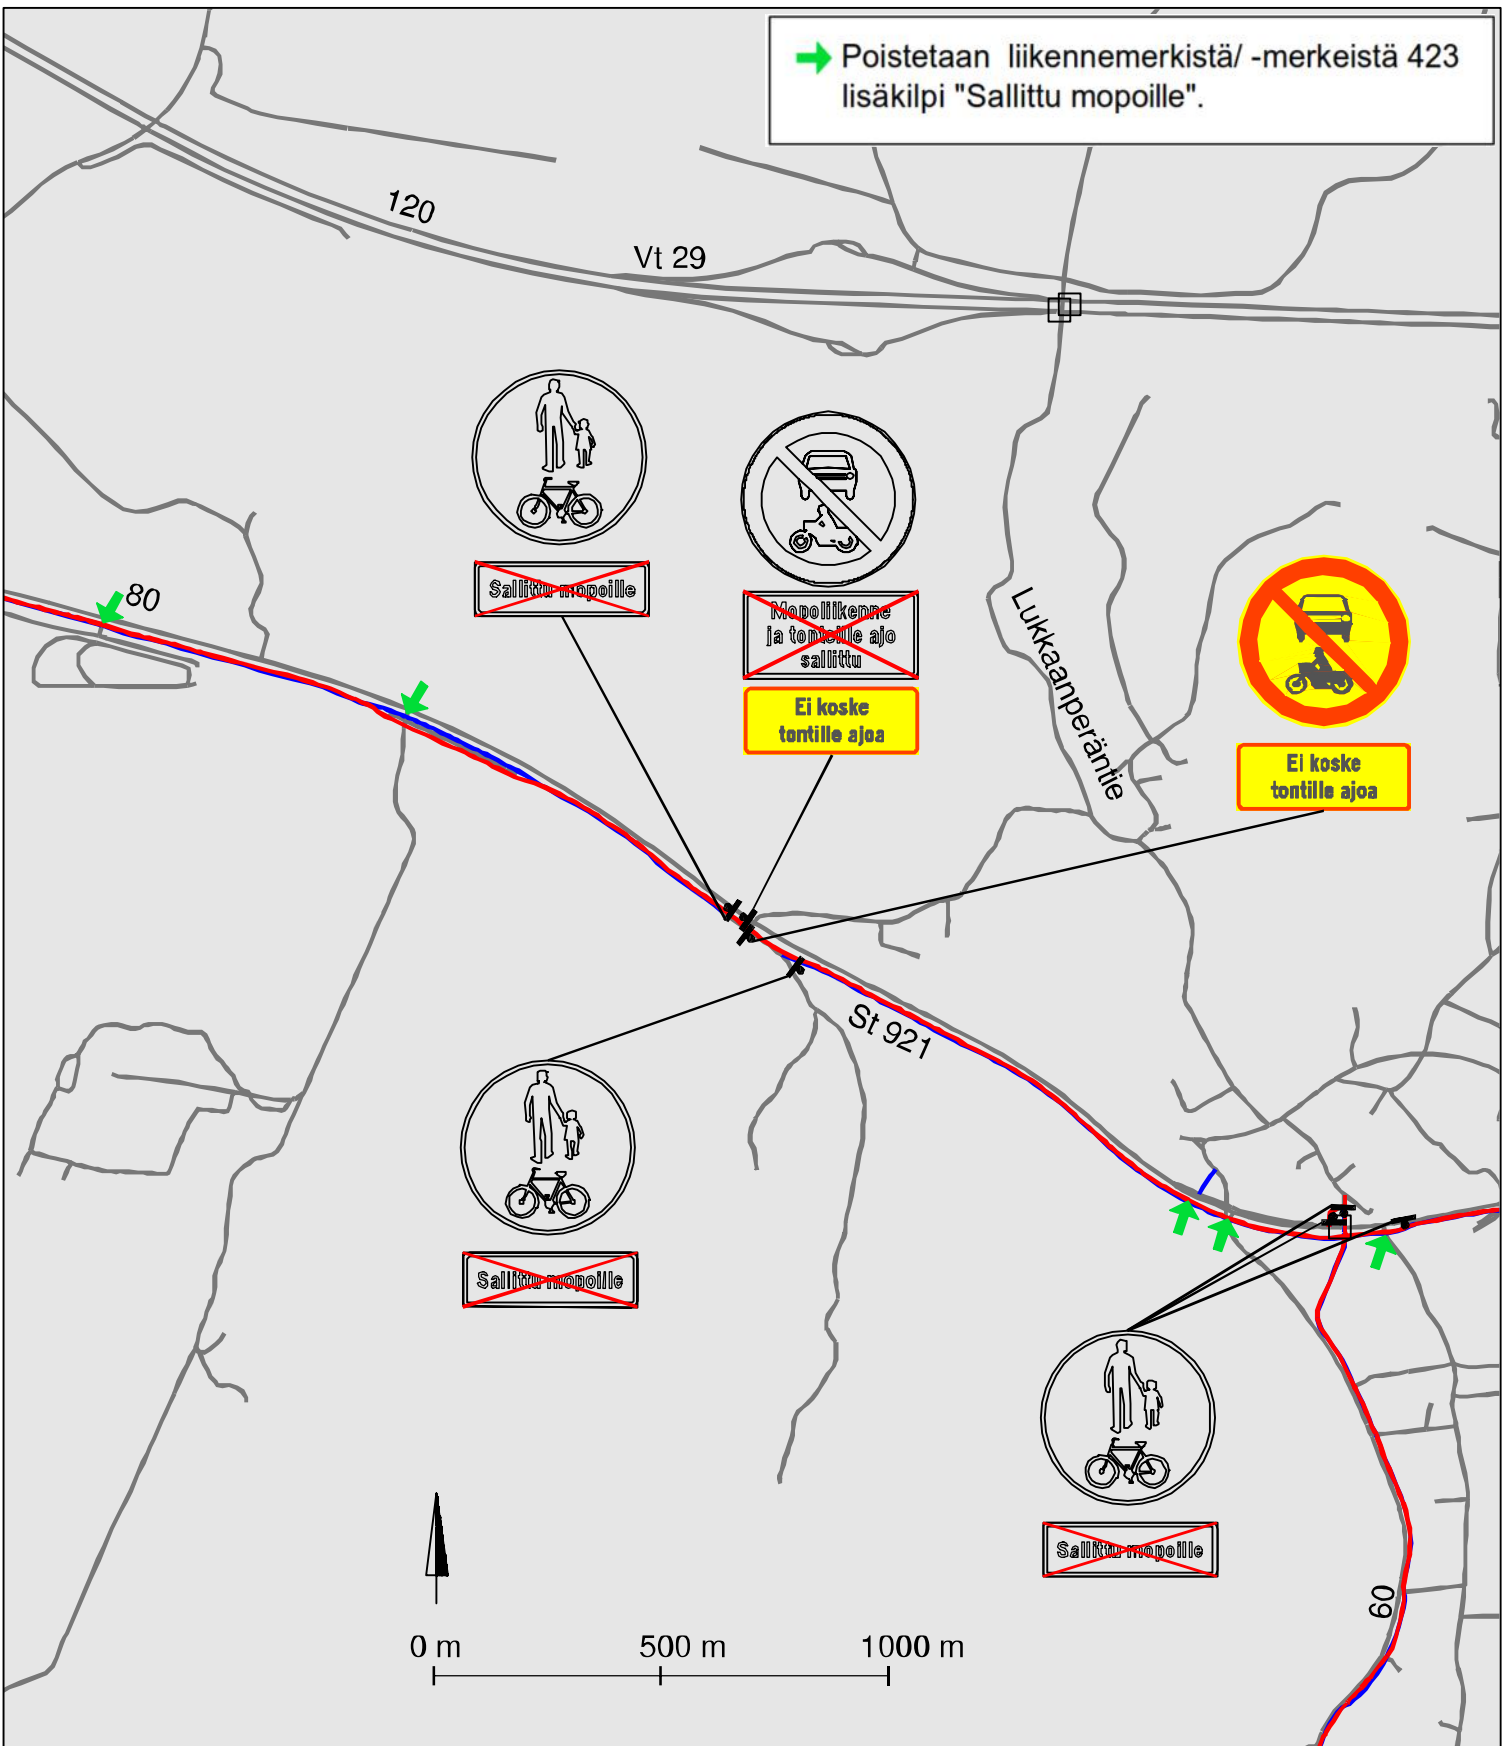 Poistetaan liikennemerkistä/ -merkeistä 423
lisäkilpi "Sallittu mopoille".
120
Vt 29
80
Sallittu mopoille
Mopoliikenne
ja tonteille ajo
sallittu
Ei koske
tontille ajoa
Lukkaanperäntie
Ei koske
tontille ajoa
St 921
Sallittu mopoille
Sallittu mopoille
60
0 m
500 m
1000 m